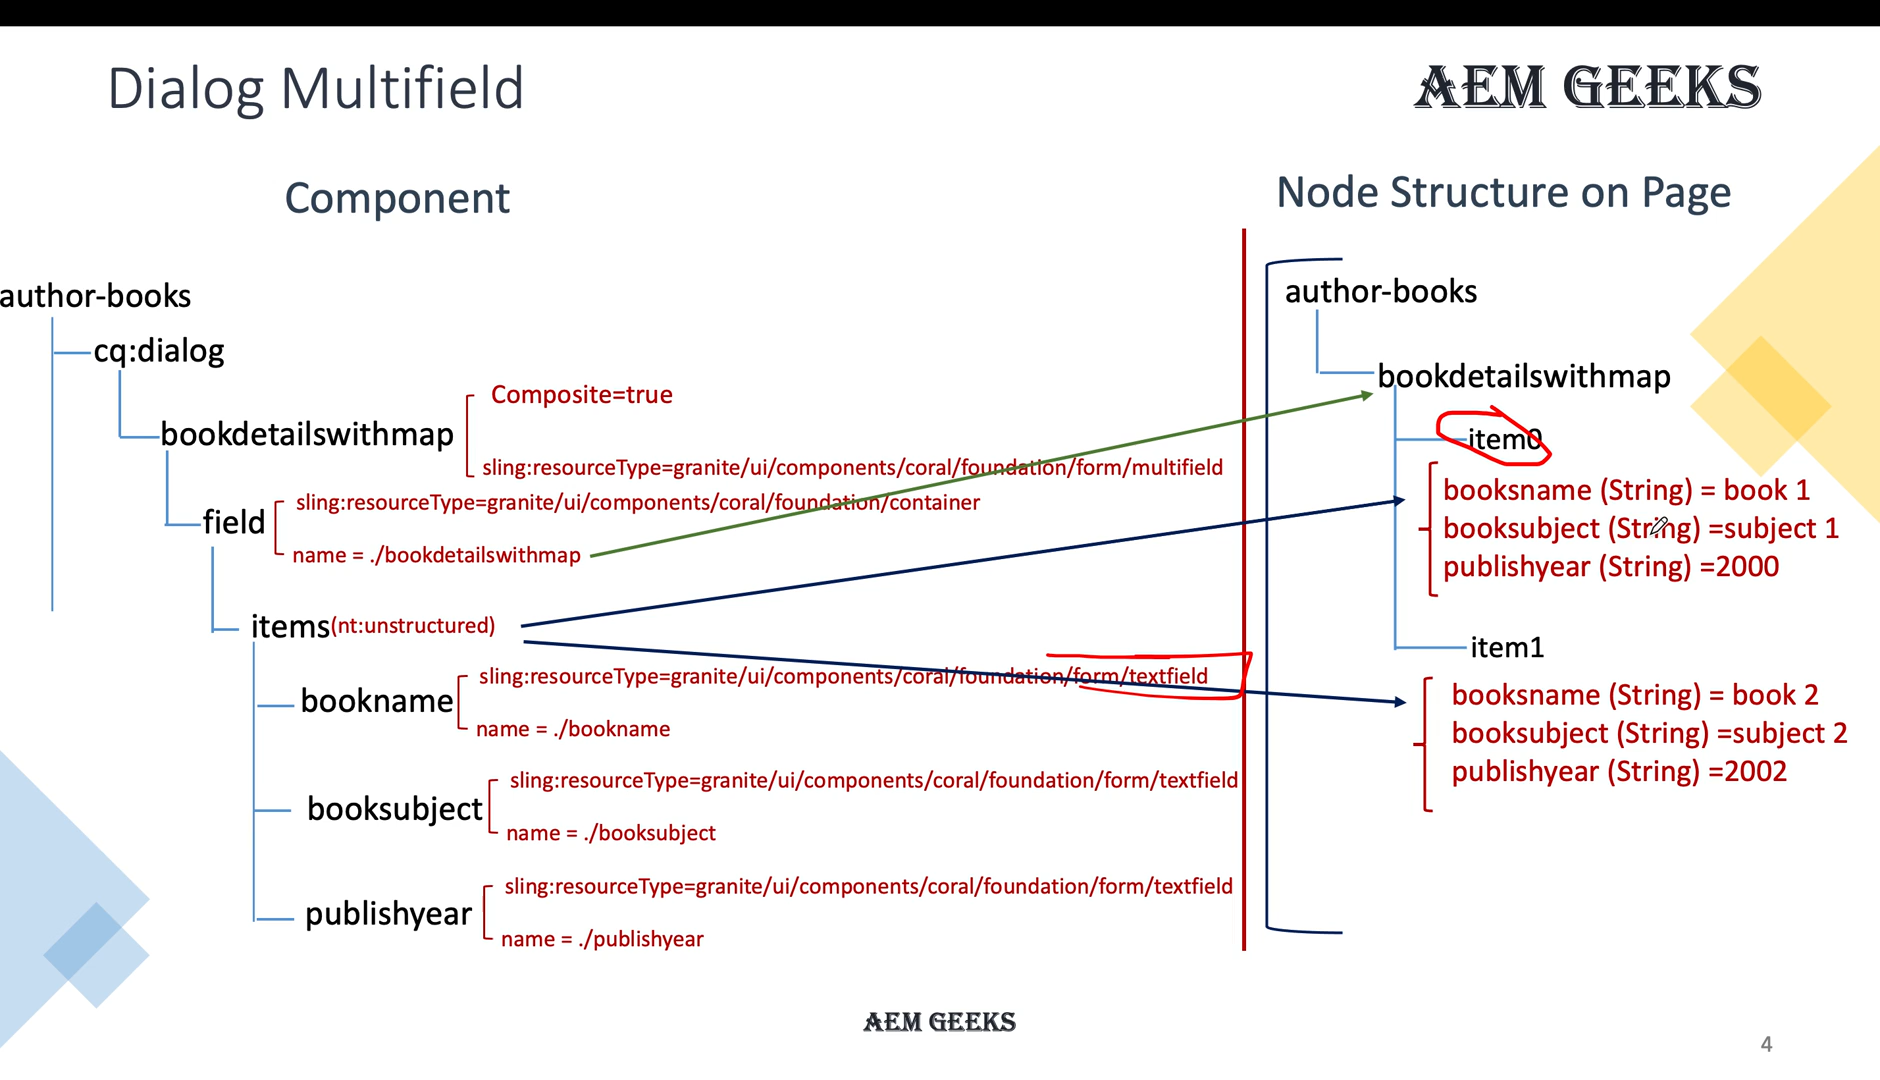 Dialog Multifield
AEM GEEKS
Component
Node Structure on Page
author-books
cq:dialog
bookdetailswithmap
Composite=true
sling:resourceType=granite/ui/components/coral/foundation/form/multifield
field
sling:resourceType=granite/ui/components/coral/foundation/container
name = ./bookdetailswithmap
items(nt:unstructured)
bookname
sling:resourceType=granite/ui/components/coral/foundation/form/textfield
name = ./bookname
booksubject
sling:resourceType=granite/ui/components/coral/foundation/form/textfield
name = ./booksubject
publishyear
sling:resourceType=granite/ui/components/coral/foundation/form/textfield
name = ./publishyear
author-books
bookdetailswithmap
item0
booksname (String) = book 1
booksubject (String) =subject 1
publishyear (String) =2000
item1
booksname (String) = book 2
booksubject (String) =subject 2
publishyear (String) =2002
AEM GEEKS
4